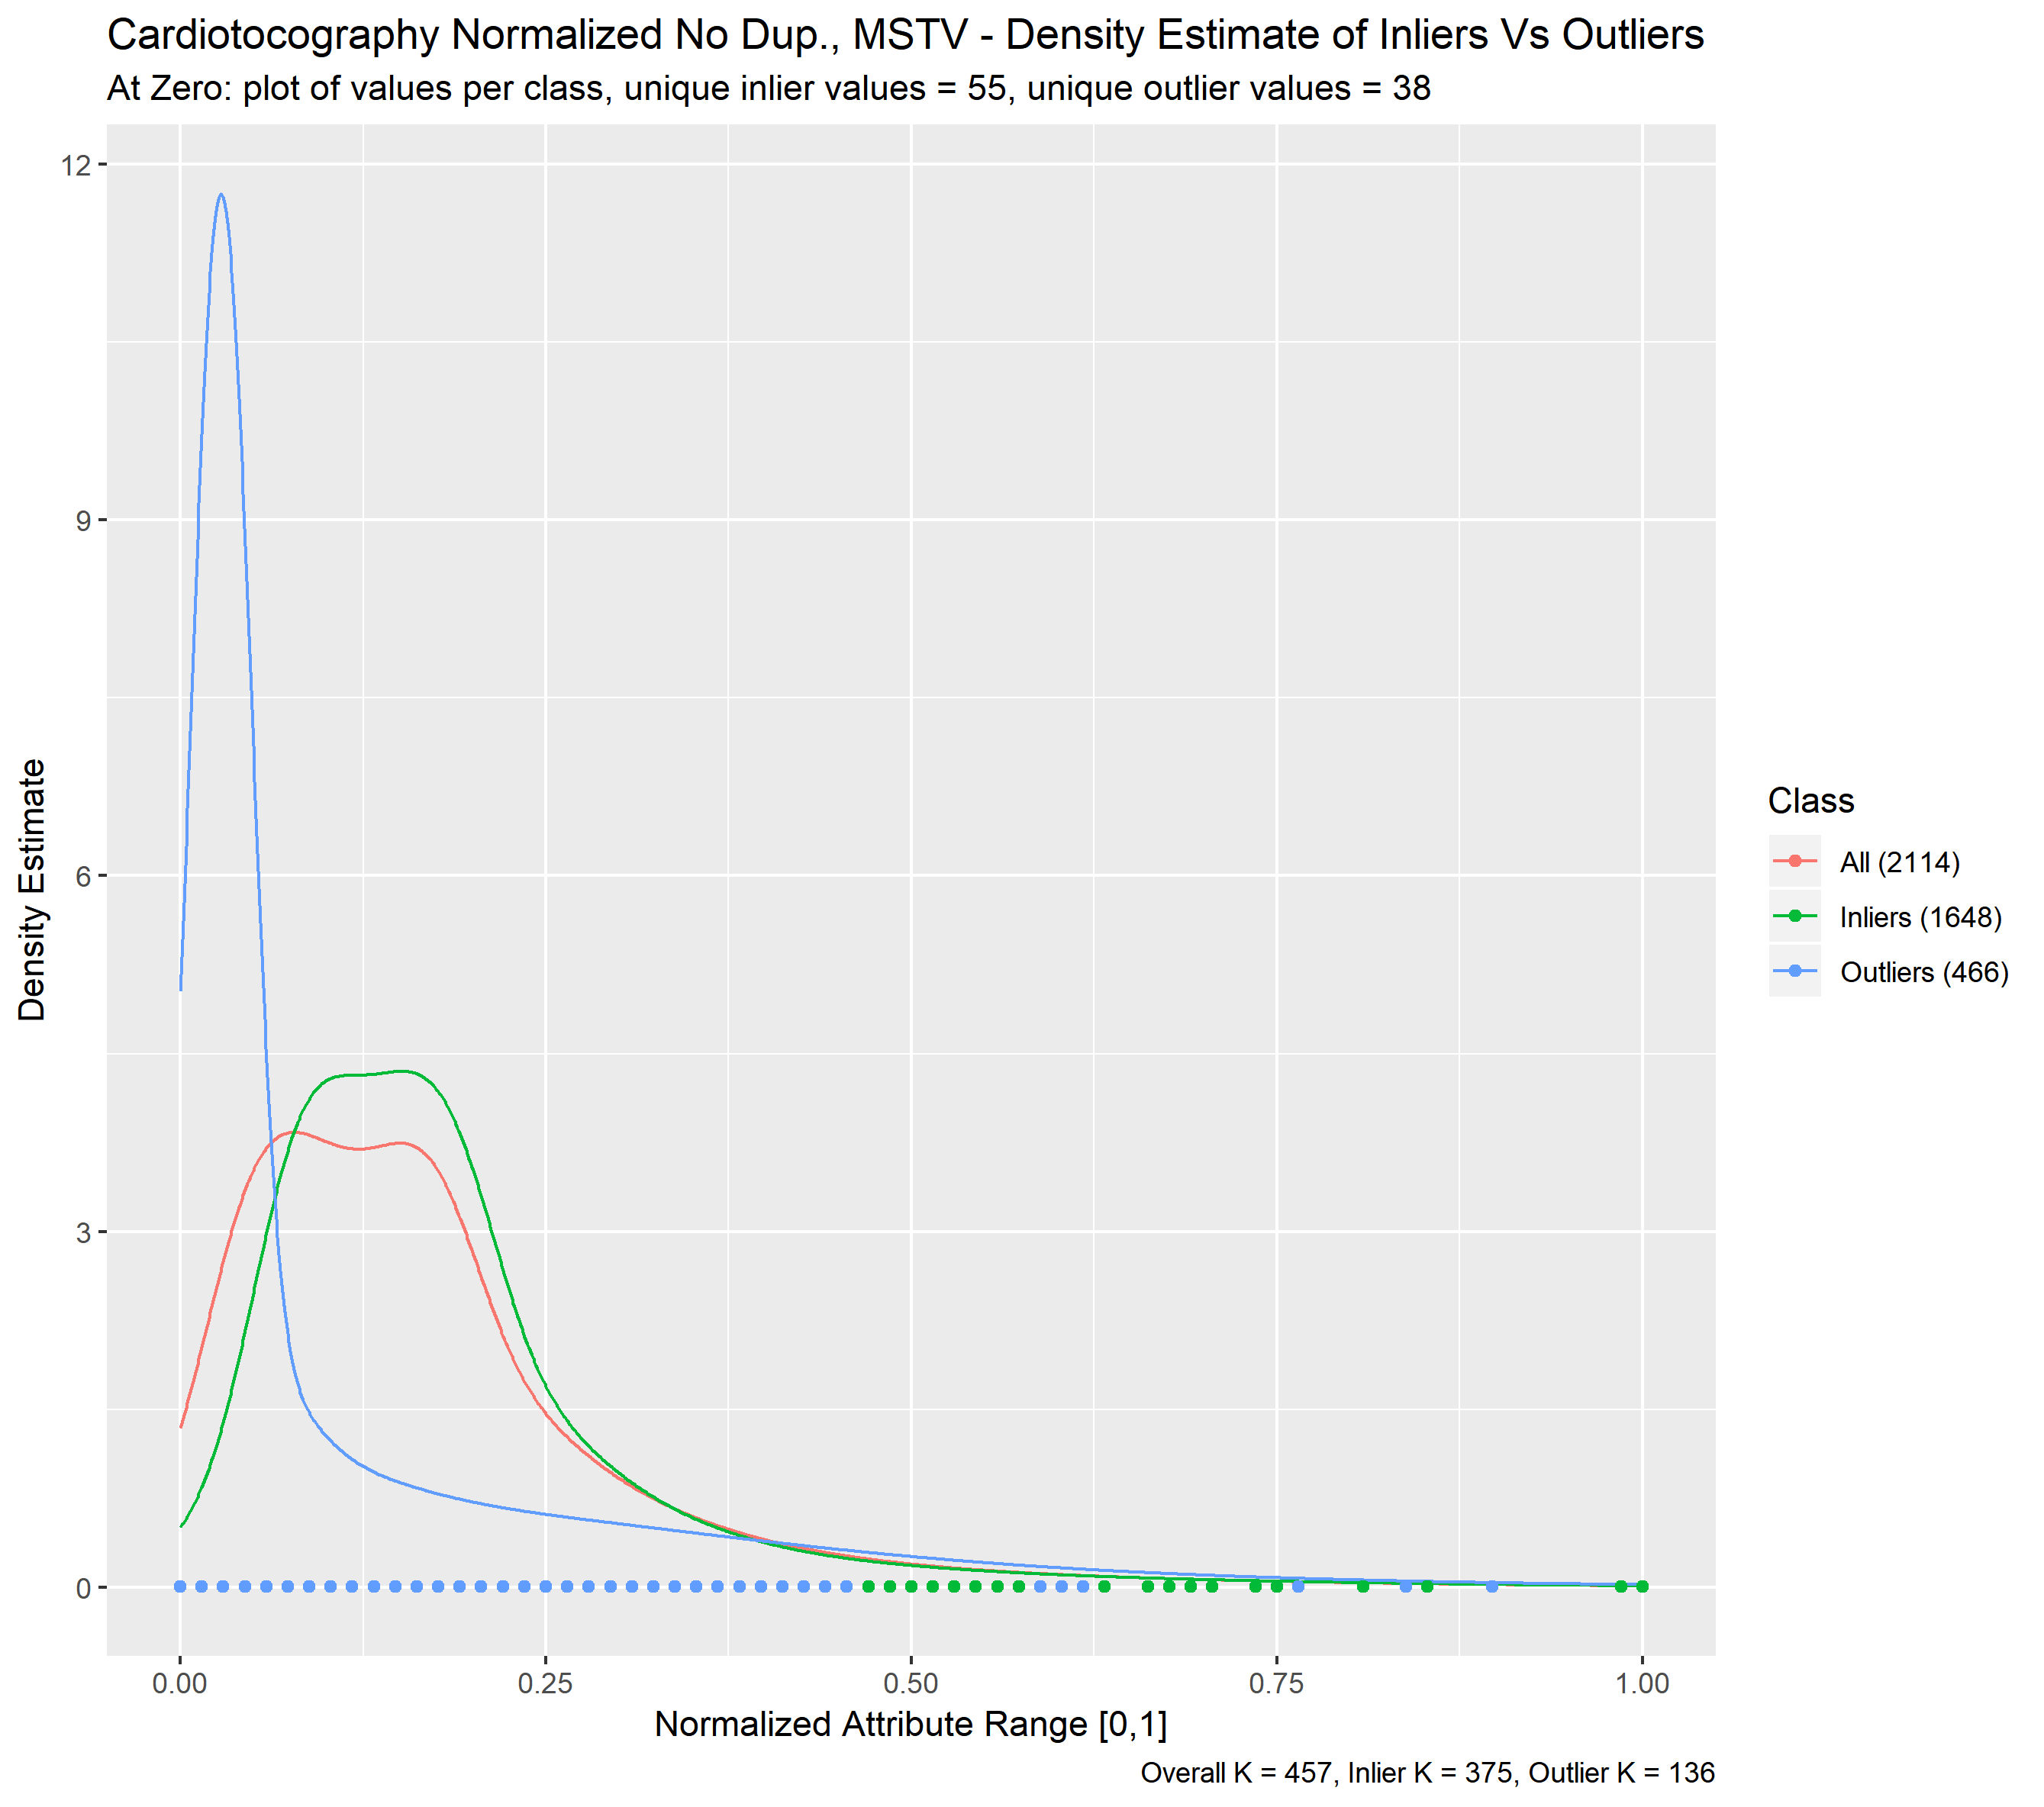 Cardiotocography Normalized No Dup., MSTV - Density Estimate of Inliers Vs Outliers
At Zero: plot of values per class, unique inlier values = 55, unique outlier values = 38
12
9
6
3
0
Density Estimate
0.00 0.25 0.50 0.75 1.00
Normalized Attribute Range [0,1]
Overall K = 457, Inlier K = 375, Outlier K = 136
Class
All (2114)
Inliers (1648)
Outliers (466)